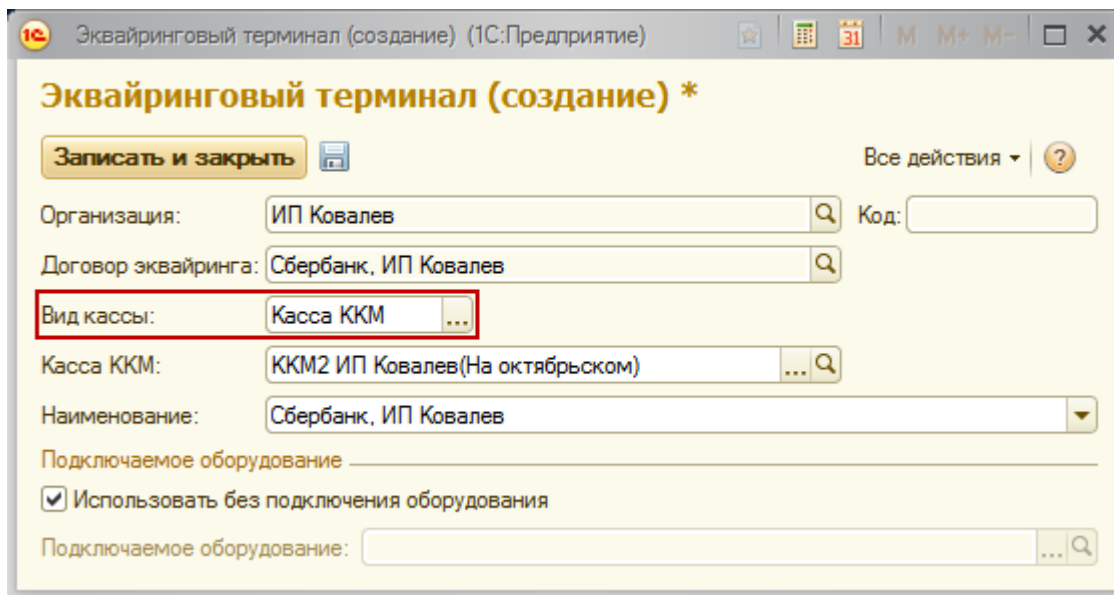 1С Эквайринговый терминал (создание) (1С:Предприятие) 31 M M+ M-
Эквайринговый терминал (создание) *
Записать и закрыть Все действия ?
Организация: ИП Ковалев Код:
Договор эквайринга: Сбербанк, ИП Ковалев
Вид кассы: Касса ККМ ...
Касса ККМ: ККМ2 ИП Ковалев(На октябрьском) ...
Наименование: Сбербанк, ИП Ковалев
Подключаемое оборудование
Использовать без подключения оборудования
Подключаемое оборудование: ...